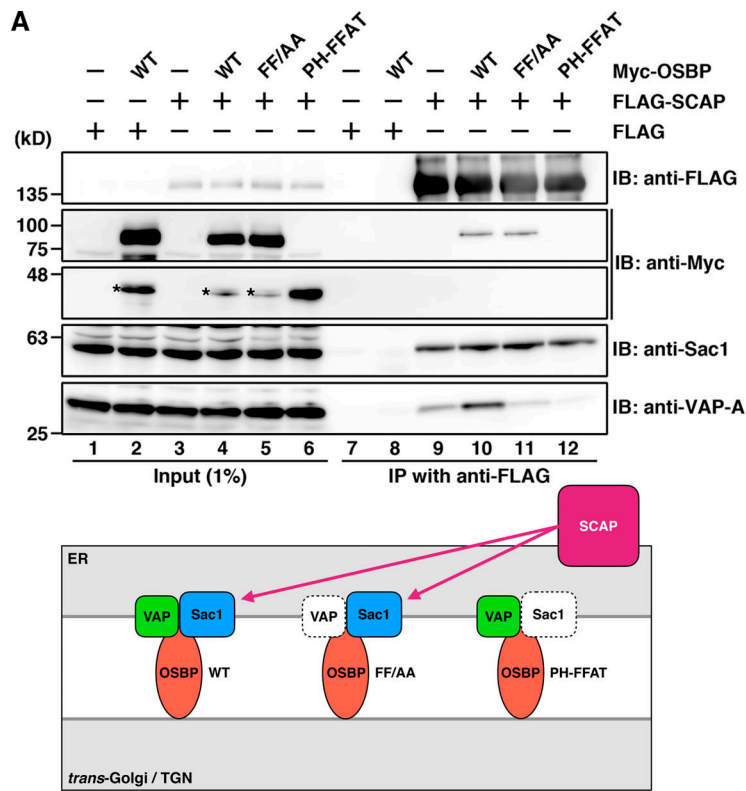 A
– WT – WT FF/AA PH-FFAT – WT – WT FF/AA PH-FFAT Myc-OSBP
– – + + + + – – + + + + FLAG-SCAP
(kD) + + – – – – + + – – – – FLAG
135 IB: anti-FLAG
100
75
IB: anti-Myc
48
* * *
63 IB: anti-Sac1
IB: anti-VAP-A
25
1 2 3 4 5 6 7 8 9 10 11 12
Input (1%) IP with anti-FLAG
SCAP
ER
VAP Sac1 VAP Sac1 VAP Sac1
OSBP WT OSBP FF/AA OSBP PH-FFAT
trans-Golgi / TGN